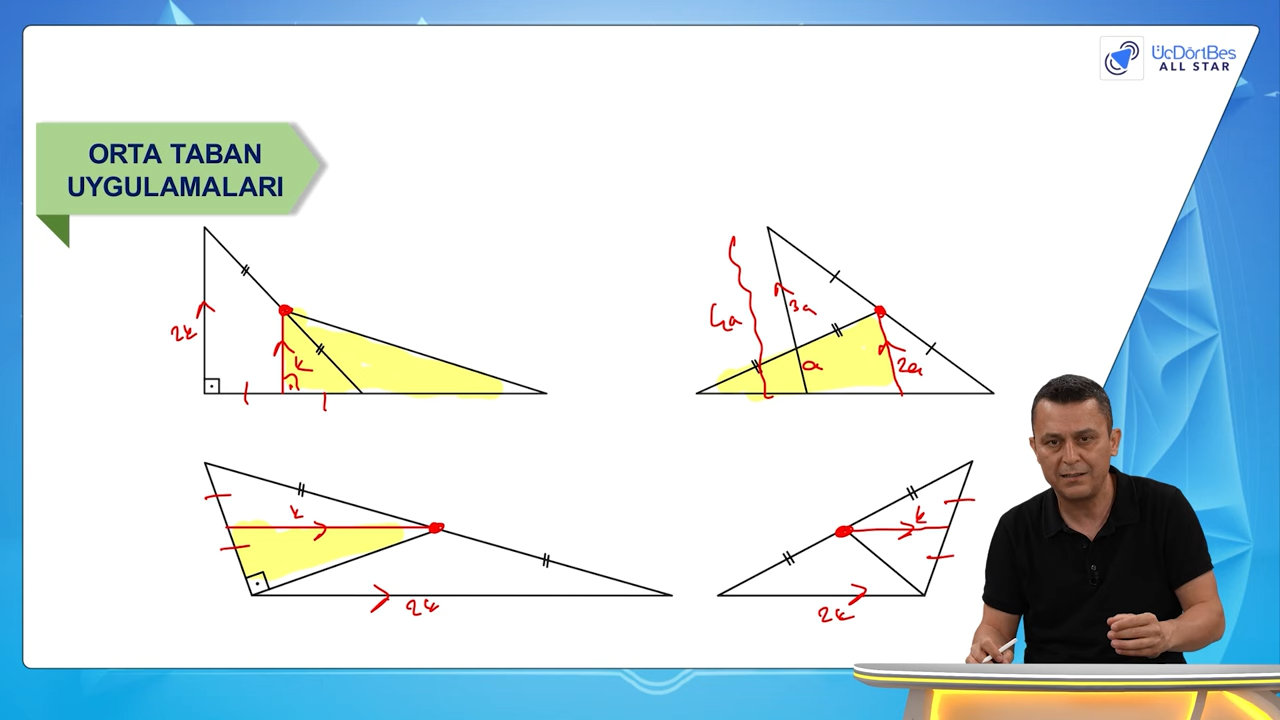 ÜçDörtBeş
ALL STAR
ORTA TABAN
UYGULAMALARI
2k
k
4a
3a
a
2a
k
2k
k
2k